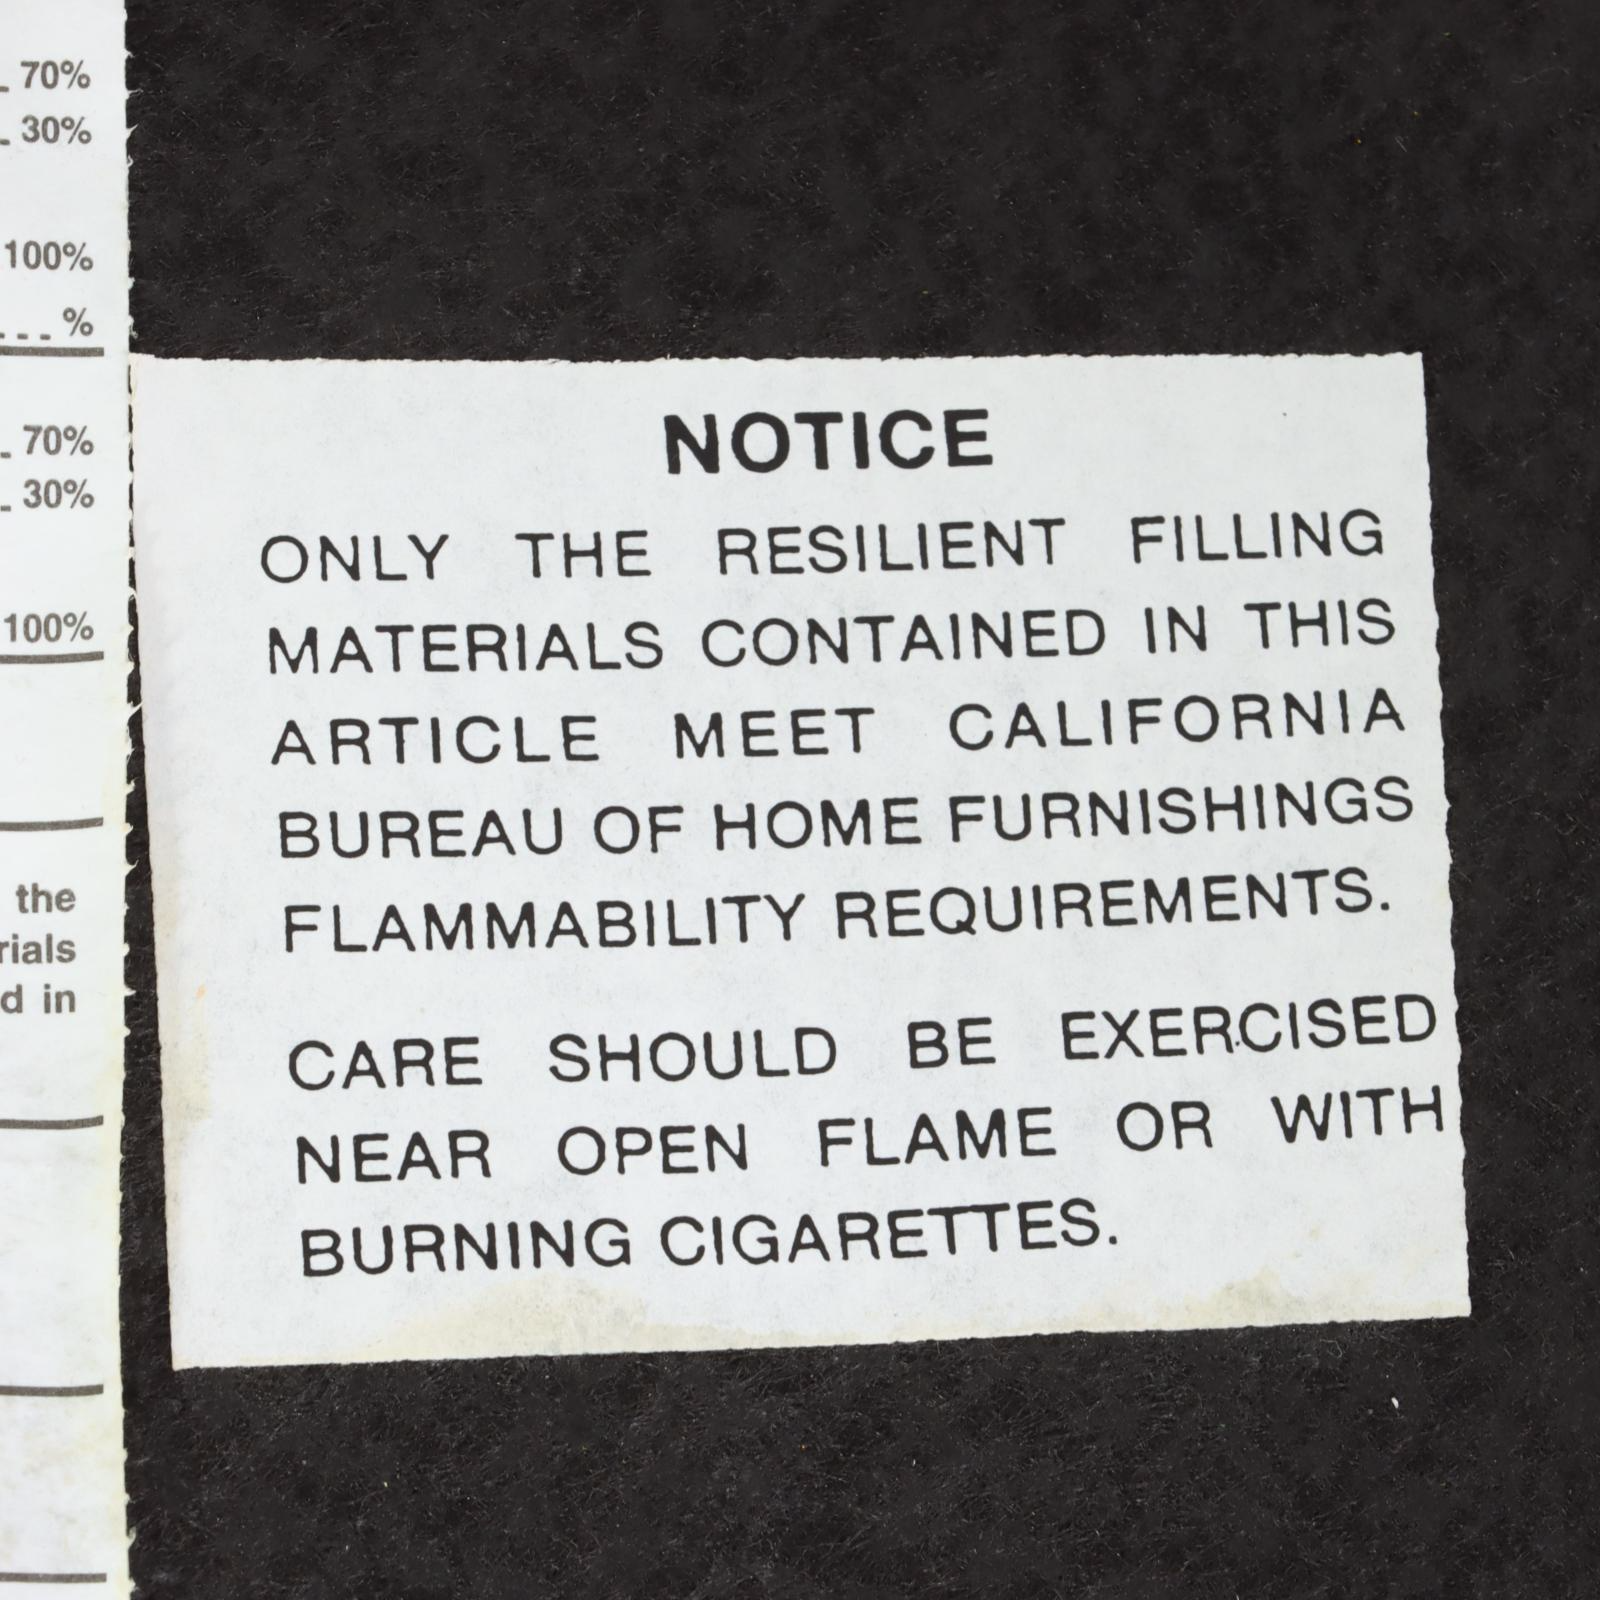 70%
30%
100%
%
70%
30%
100%
the
d in
NOTICE
ONLY THE RESILIENT FILLING
MATERIALS CONTAINED IN THIS
ARTICLE MEET CALIFORNIA
BUREAU OF HOME FURNISHINGS
FLAMMABILITY REQUIREMENTS.
CARE SHOULD BE EXERCISED
NEAR OPEN FLAME OR WITH
BURNING CIGARETTES.